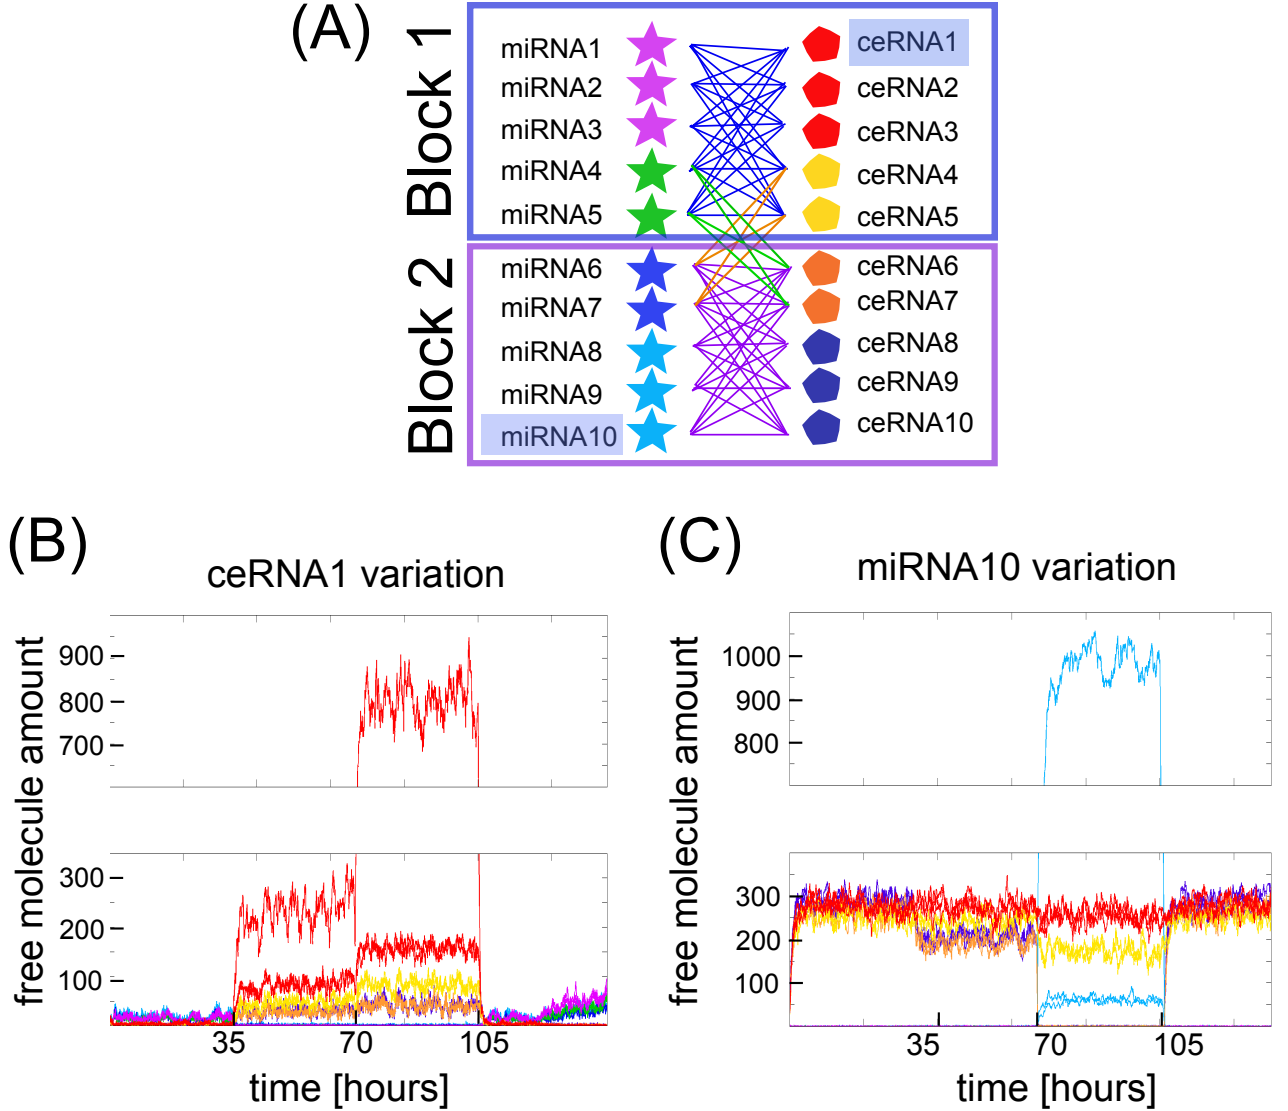 (A)
Block 1
miRNA1 ceRNA1
miRNA2 ceRNA2
miRNA3 ceRNA3
miRNA4 ceRNA4
miRNA5 ceRNA5
Block 2
miRNA6 ceRNA6
miRNA7 ceRNA7
miRNA8 ceRNA8
miRNA9 ceRNA9
miRNA10 ceRNA10
(B)
ceRNA1 variation
free molecule amount
900
800
700
300
200
100
35 70 105
time [hours]
(C)
miRNA10 variation
free molecule amount
1000
900
800
300
200
100
35 70 105
time [hours]